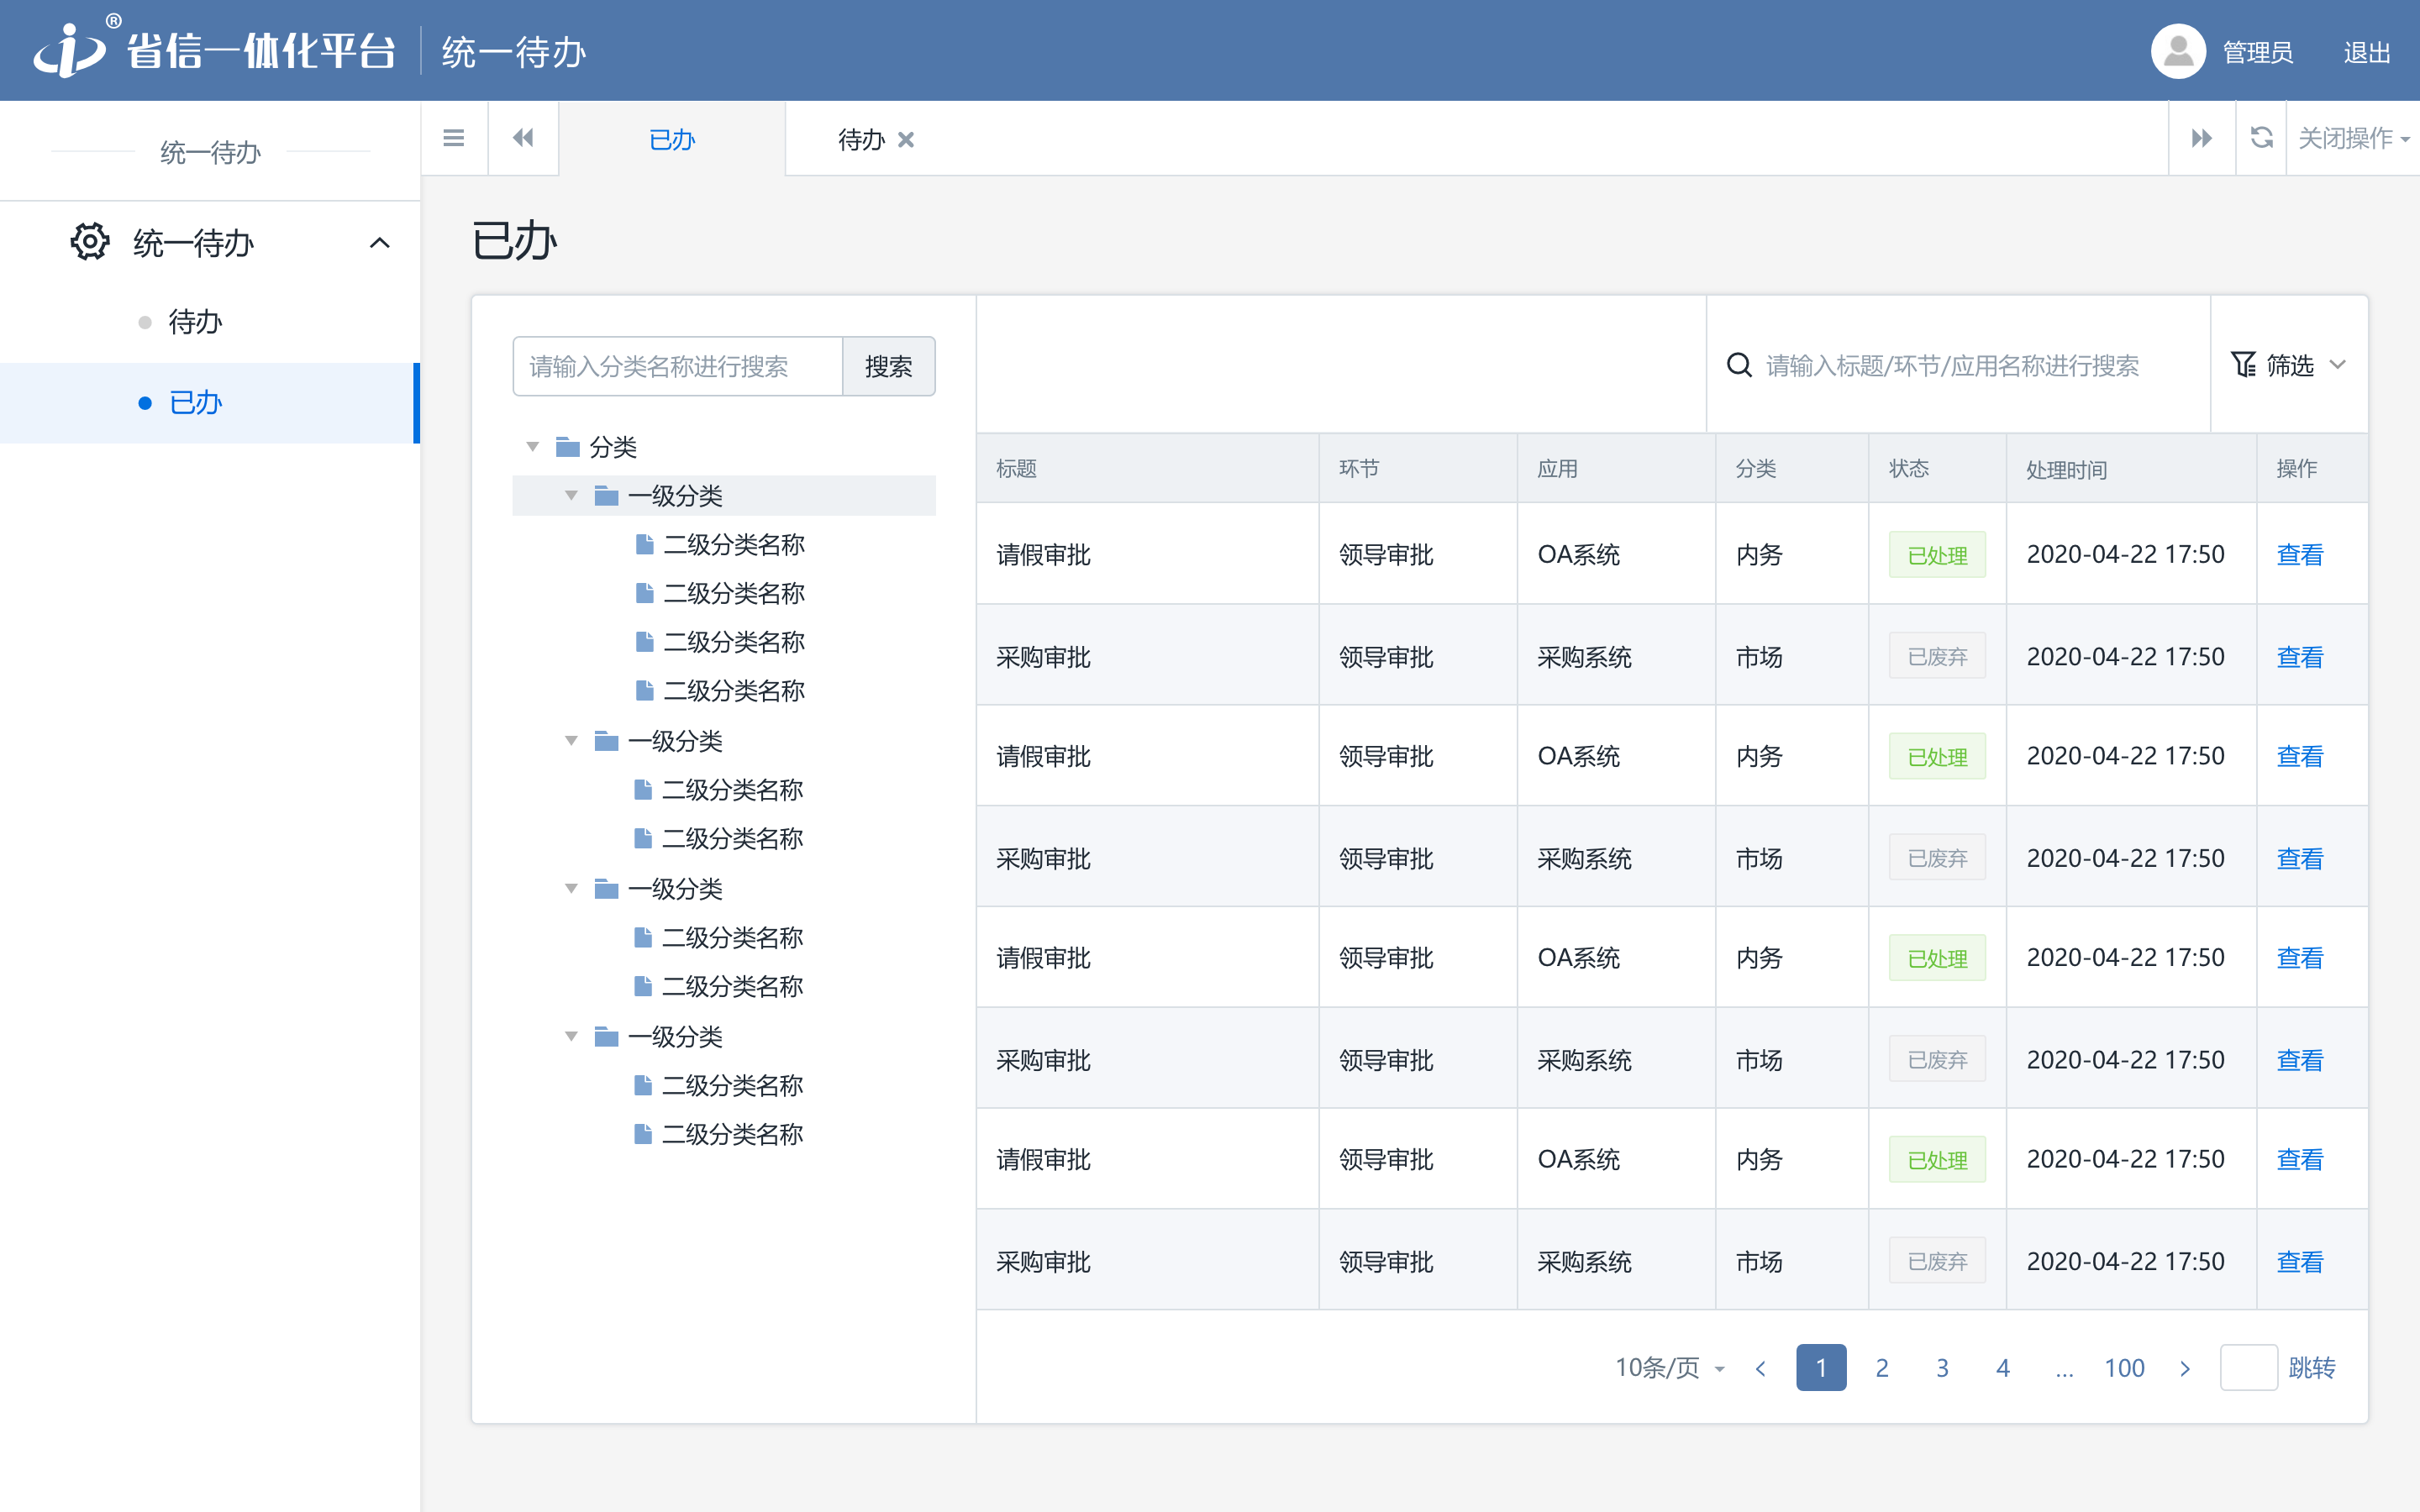 ® 省信一体化平台 统一待办 管理员 退出
统一待办
统一待办
待办
已办
已办 待办 关闭操作
已办
请输入分类名称进行搜索 搜索
分类
一级分类
二级分类名称
二级分类名称
二级分类名称
二级分类名称
一级分类
二级分类名称
二级分类名称
一级分类
二级分类名称
二级分类名称
一级分类
二级分类名称
二级分类名称
请输入标题/环节/应用名称进行搜索 筛选
标题 环节 应用 分类 状态 处理时间 操作
请假审批 领导审批 OA系统 内务 已处理 2020-04-22 17:50 查看
采购审批 领导审批 采购系统 市场 已废弃 2020-04-22 17:50 查看
请假审批 领导审批 OA系统 内务 已处理 2020-04-22 17:50 查看
采购审批 领导审批 采购系统 市场 已废弃 2020-04-22 17:50 查看
请假审批 领导审批 OA系统 内务 已处理 2020-04-22 17:50 查看
采购审批 领导审批 采购系统 市场 已废弃 2020-04-22 17:50 查看
请假审批 领导审批 OA系统 内务 已处理 2020-04-22 17:50 查看
采购审批 领导审批 采购系统 市场 已废弃 2020-04-22 17:50 查看
10条/页 1 2 3 4 ... 100 跳转